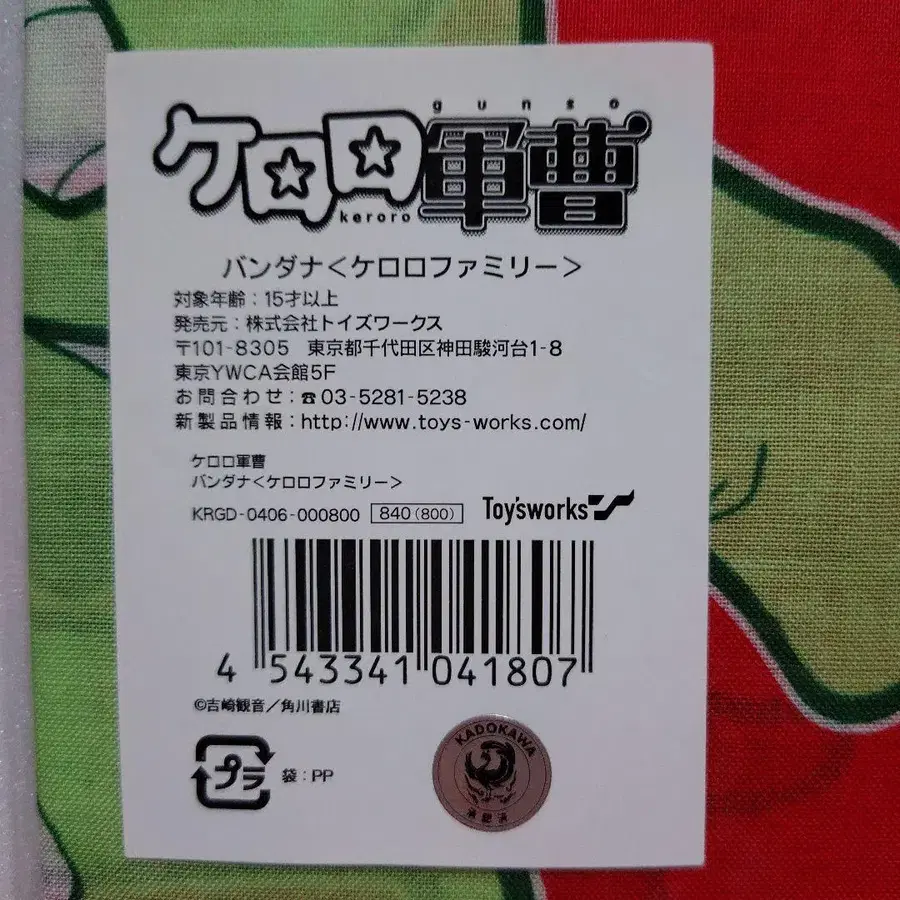 gunso
ケロロ軍曹
keroro
バンダナ＜ケロロファミリー＞
対象年齢：15才以上
発売元：株式会社トイズワークス
〒101-8305 東京都千代田区神田駿河台1-8
東京YWCA会館5F
お問合わせ：☎03-5281-5238
新製品情報：http://www.toys-works.com/
ケロロ軍曹
バンダナ＜ケロロファミリー＞
KRGD-0406-000800 840(800) Toy'sworks
4 543341 041807
©吉崎観音／角川書店
プラ 袋：PP
KADOKAWA
承認済